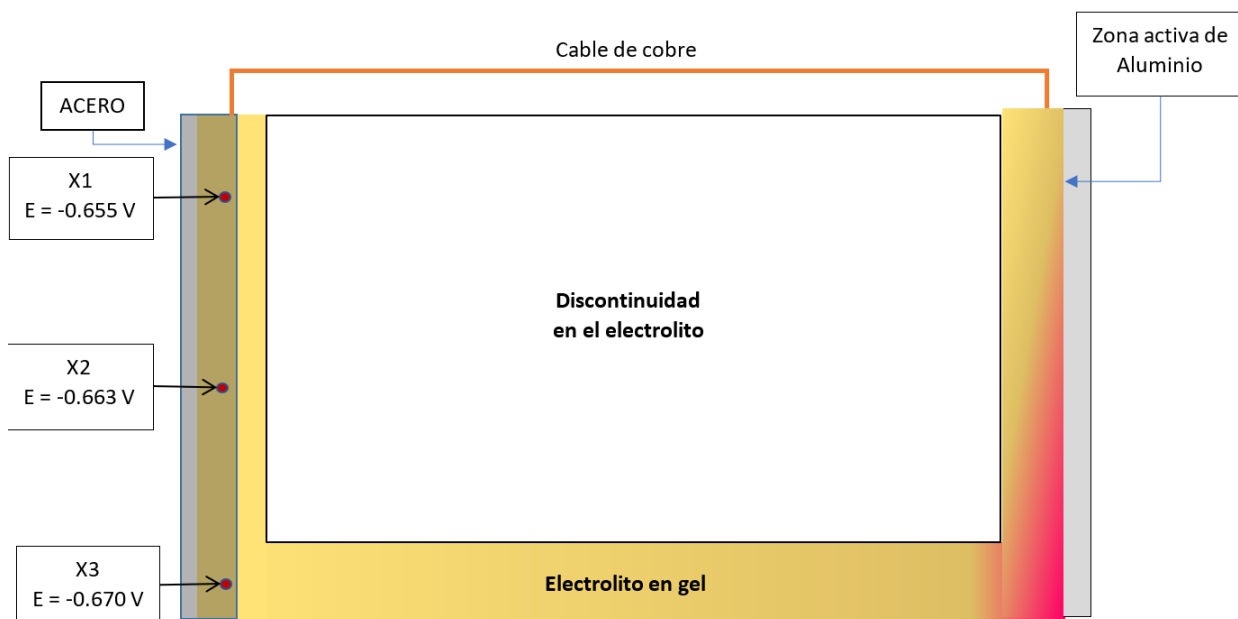 Cable de cobre
Zona activa de
Aluminio
ACERO
X1
E = -0.655 V
Discontinuidad
en el electrolito
X2
E = -0.663 V
X3
E = -0.670 V
Electrolito en gel